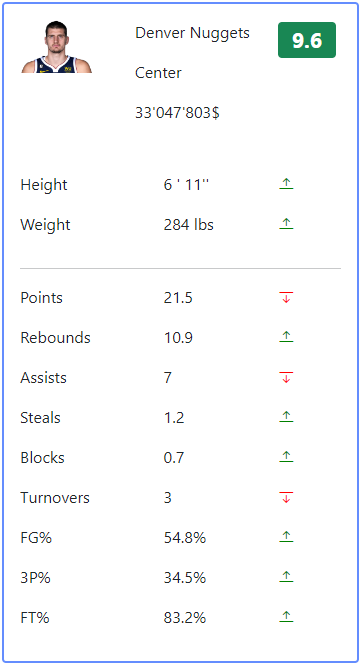 Denver Nuggets
9.6
Center
33'047'803$
Height 6 ' 11''
Weight 284 lbs
Points 21.5
Rebounds 10.9
Assists 7
Steals 1.2
Blocks 0.7
Turnovers 3
FG% 54.8%
3P% 34.5%
FT% 83.2%